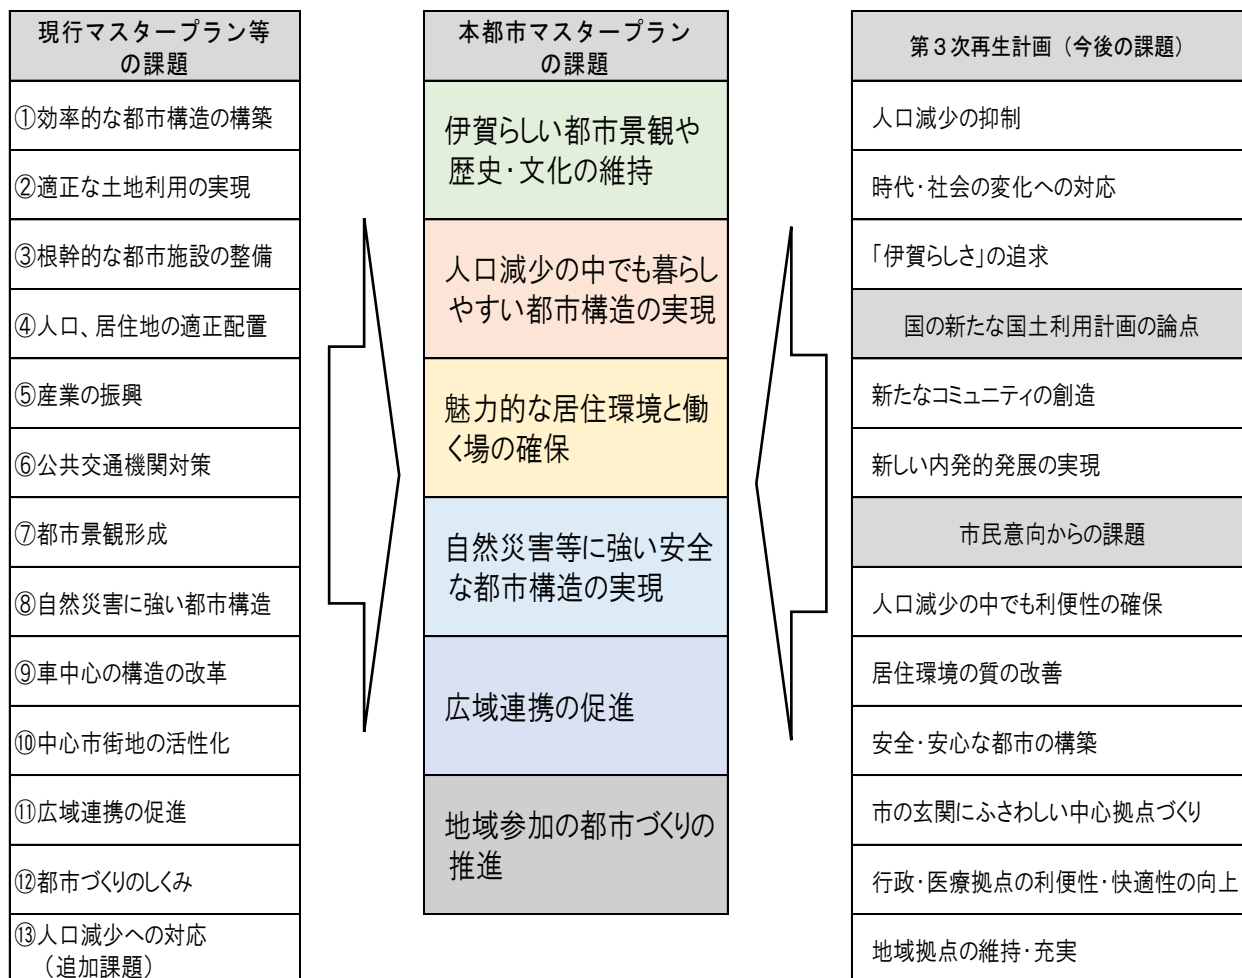 現行マスタープラン等
の課題
①効率的な都市構造の構築
②適正な土地利用の実現
③根幹的な都市施設の整備
④人口、居住地の適正配置
⑤産業の振興
⑥公共交通機関対策
⑦都市景観形成
⑧自然災害に強い都市構造
⑨車中心の構造の改革
⑩中心市街地の活性化
⑪広域連携の促進
⑫都市づくりのしくみ
⑬人口減少への対応
（追加課題）
本都市マスタープラン
の課題
伊賀らしい都市景観や
歴史・文化の維持
人口減少の中でも暮らし
やすい都市構造の実現
魅力的な居住環境と働
く場の確保
自然災害等に強い安全
な都市構造の実現
広域連携の促進
地域参加の都市づくりの
推進
第３次再生計画（今後の課題）
人口減少の抑制
時代・社会の変化への対応
「伊賀らしさ」の追求
国の新たな国土利用計画の論点
新たなコミュニティの創造
新しい内発的発展の実現
市民意向からの課題
人口減少の中でも利便性の確保
居住環境の質の改善
安全・安心な都市の構築
市の玄関にふさわしい中心拠点づくり
行政・医療拠点の利便性・快適性の向上
地域拠点の維持・充実